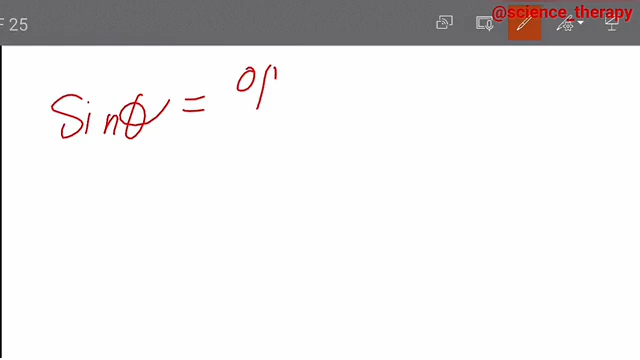 F 25
@science_therapy
Sinθ =